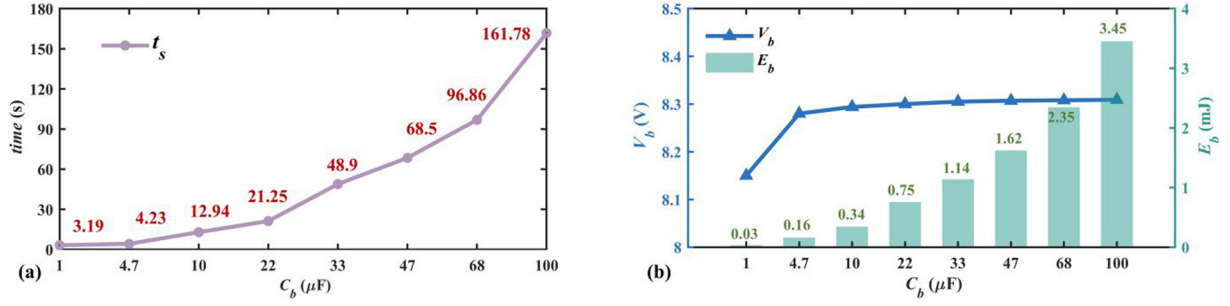 180
150
120
90
60
30
0
time (s)
t_s
3.19
4.23
12.94
21.25
48.9
68.5
96.86
161.78
1 4.7 10 22 33 47 68 100
C_b (μF)
(a)
8.5
8.4
8.3
8.2
8.1
8
V_b (V)
V_b
E_b
0.03
0.16
0.34
0.75
1.14
1.62
2.35
3.45
4
3
2
1
0
E_b (mJ)
1 4.7 10 22 33 47 68 100
C_b (μF)
(b)